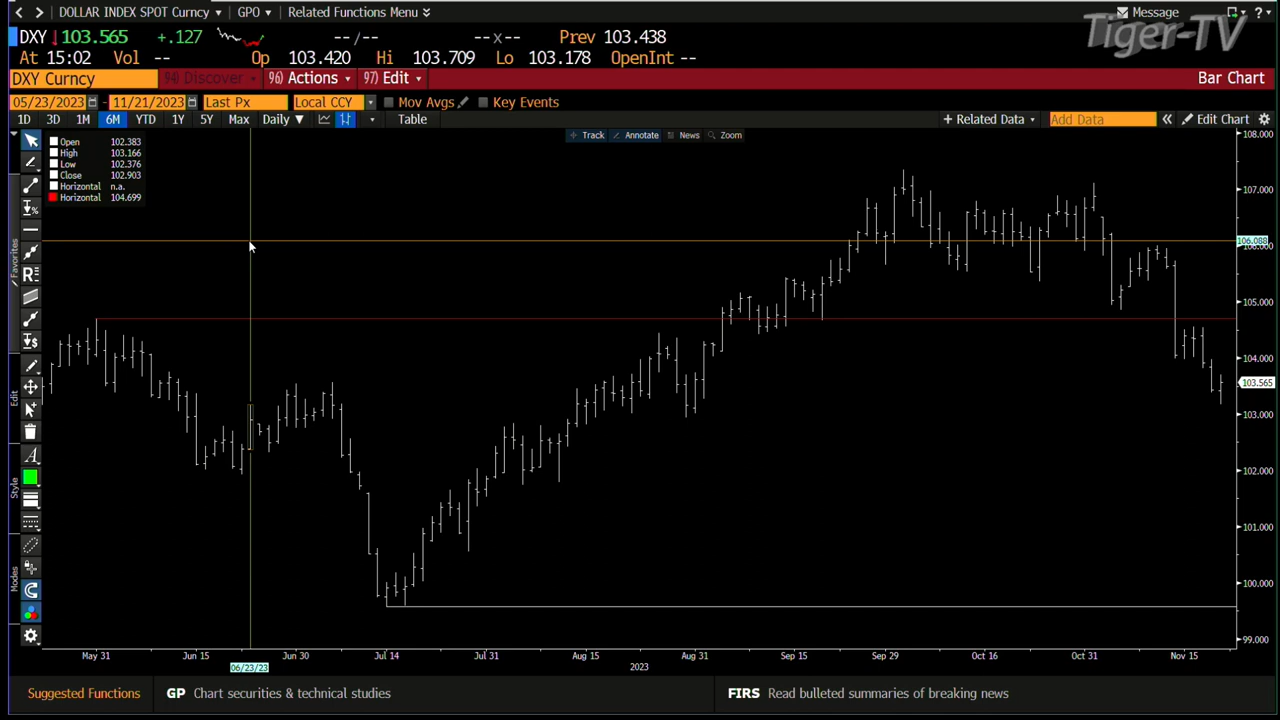 DOLLAR INDEX SPOT Curncy GPO Related Functions Menu Message ?
Tiger-TV
DXY 103.565 +.127 --/-- --x-- Prev 103.438
At 15:02 Vol -- Op 103.420 Hi 103.709 Lo 103.178 OpenInt --
DXY Curncy 94) Discover 96) Actions 97) Edit Bar Chart
05/23/2023 - 11/21/2023 Last Px Local CCY Mov Avgs Key Events
1D 3D 1M 6M YTD 1Y 5Y Max Daily Table + Related Data Add Data « Edit Chart
Track Annotate News Zoom
Open 102.383
High 103.166
Low 102.376
Close 102.903
Horizontal n.a.
Horizontal 104.699
Favorites
Edit
Style
Modes
108.000
107.000
106.088
106.000
105.000
104.000
103.565
103.000
102.000
101.000
100.000
99.000
May 31 Jun 15 Jun 30 Jul 14 Jul 31 Aug 15 Aug 31 Sep 15 Sep 29 Oct 16 Oct 31 Nov 15
06/23/23 2023
Suggested Functions GP Chart securities & technical studies FIRS Read bulleted summaries of breaking news